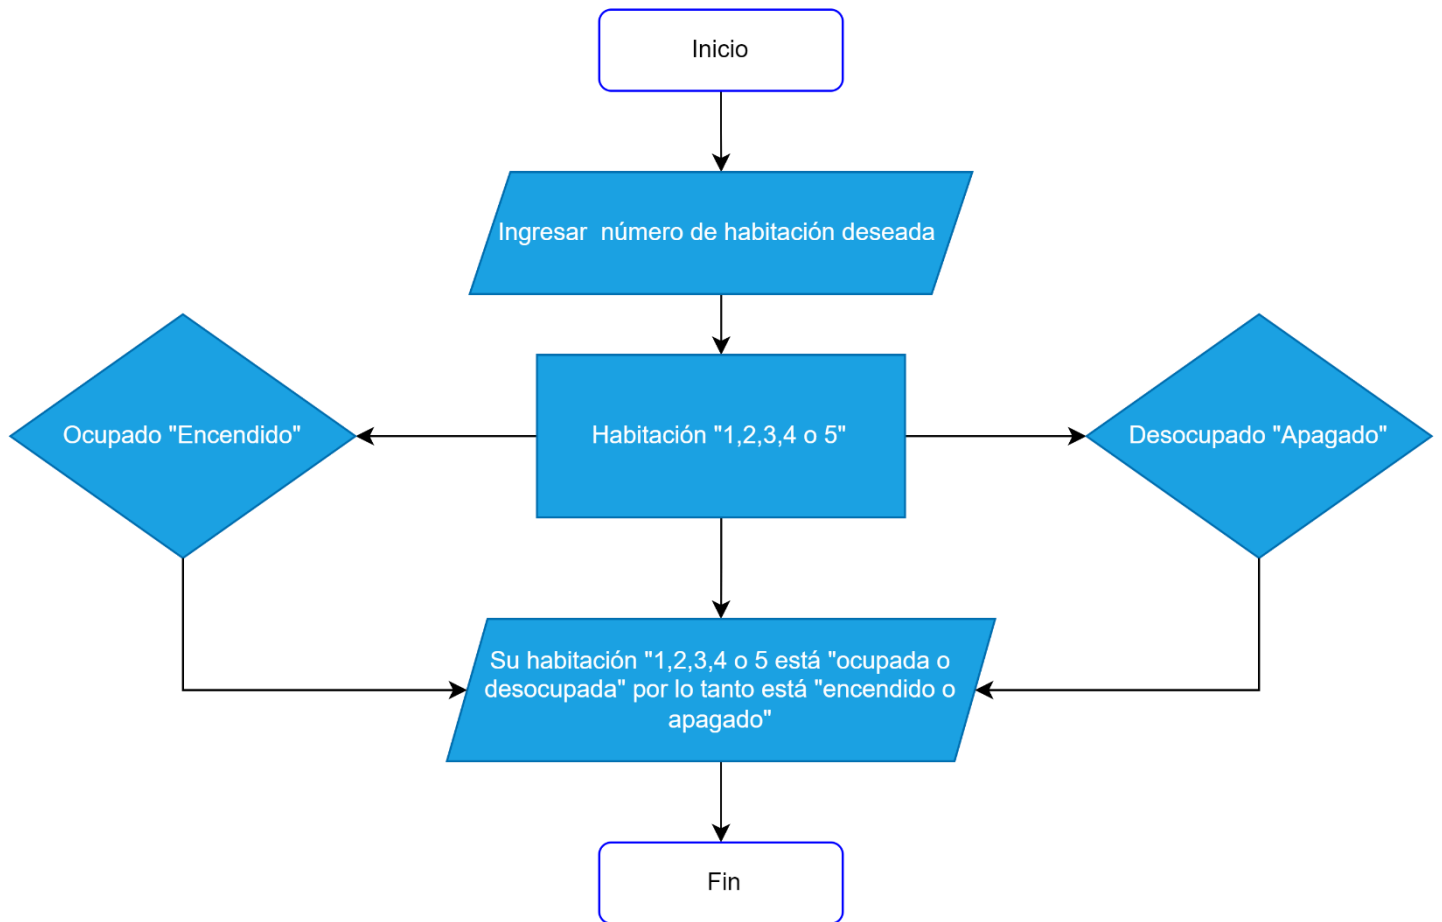 Inicio
Ingresar  número de habitación deseada
Ocupado "Encendido"
Habitación "1,2,3,4 o 5"
Desocupado "Apagado"
Su habitación "1,2,3,4 o 5 está "ocupada o
desocupada" por lo tanto está "encendido o
apagado"
Fin